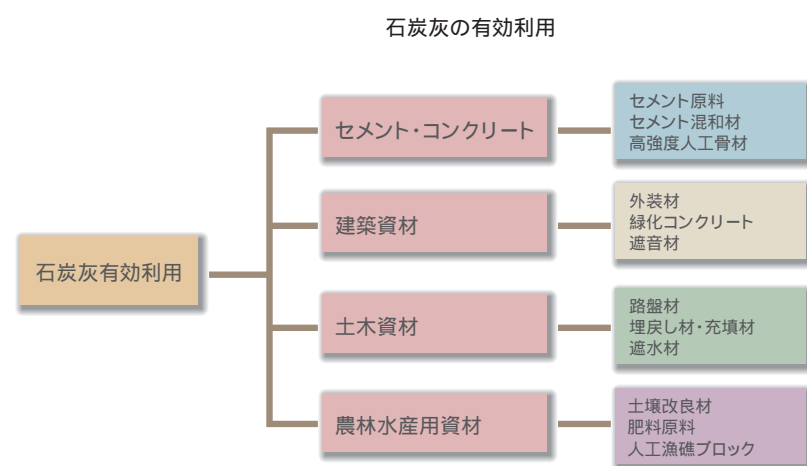 石炭灰の有効利用
石炭灰有効利用
セメント・コンクリート
セメント原料
セメント混和材
高強度人工骨材
建築資材
外装材
緑化コンクリート
遮音材
土木資材
路盤材
埋戻し材・充填材
遮水材
農林水産用資材
土壌改良材
肥料原料
人工漁礁ブロック